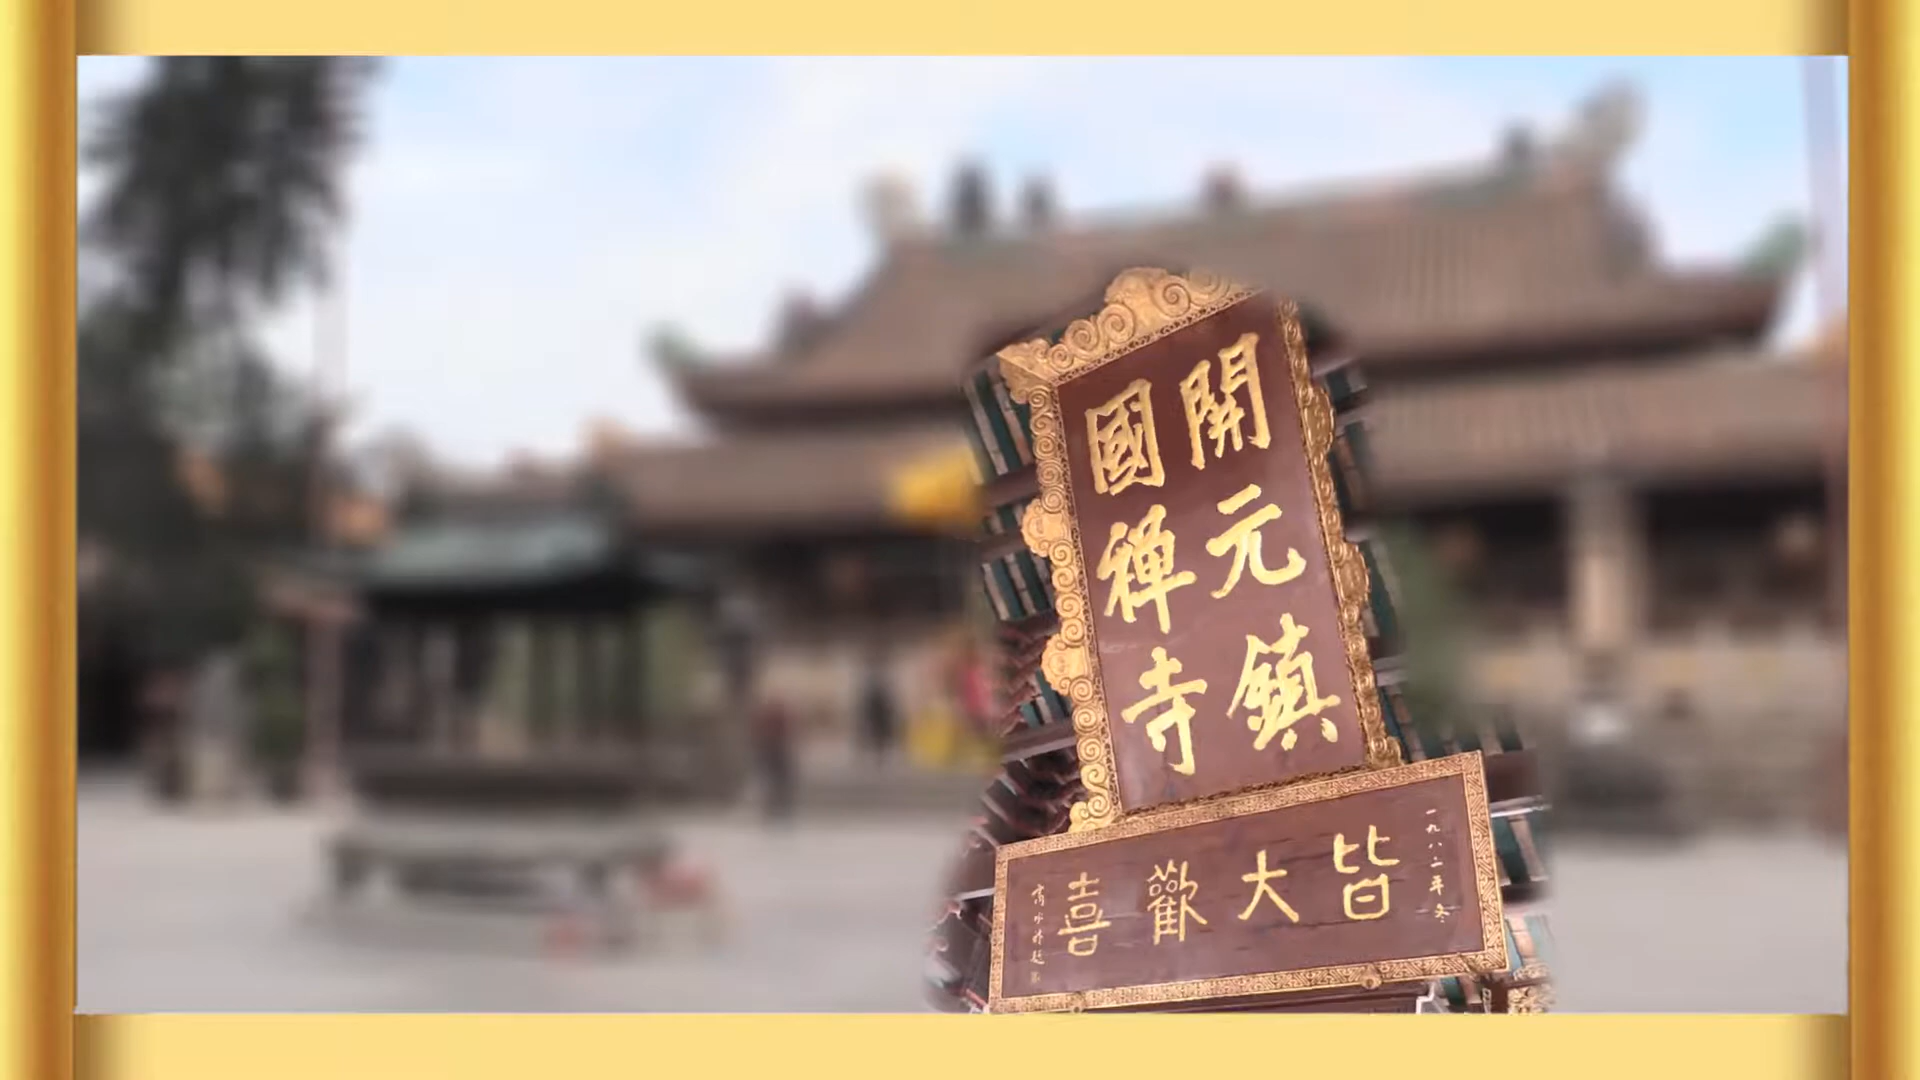 開元鎮
國禪寺
一九八二年冬
皆大歡喜